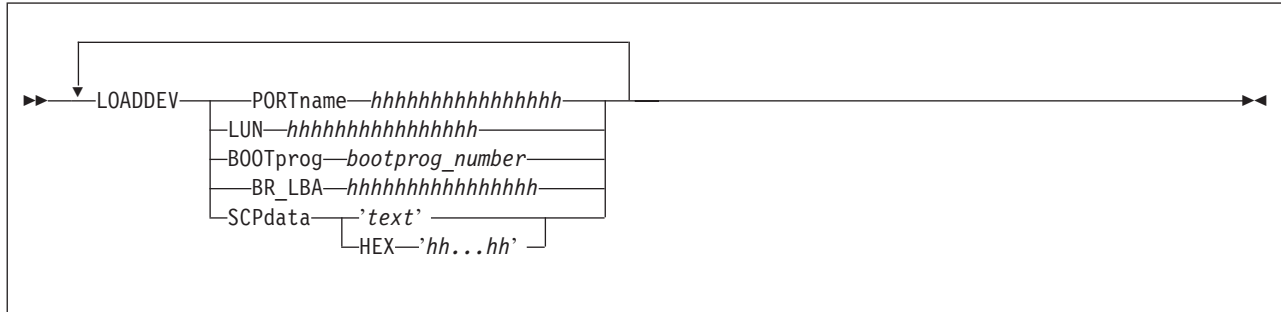 LOADDEV PORTname hhhhhhhhhhhhhhhh
LUN hhhhhhhhhhhhhhhh
BOOTprog bootprog_number
BR_LBA hhhhhhhhhhhhhhhh
SCPdata 'text'
HEX 'hh...hh'